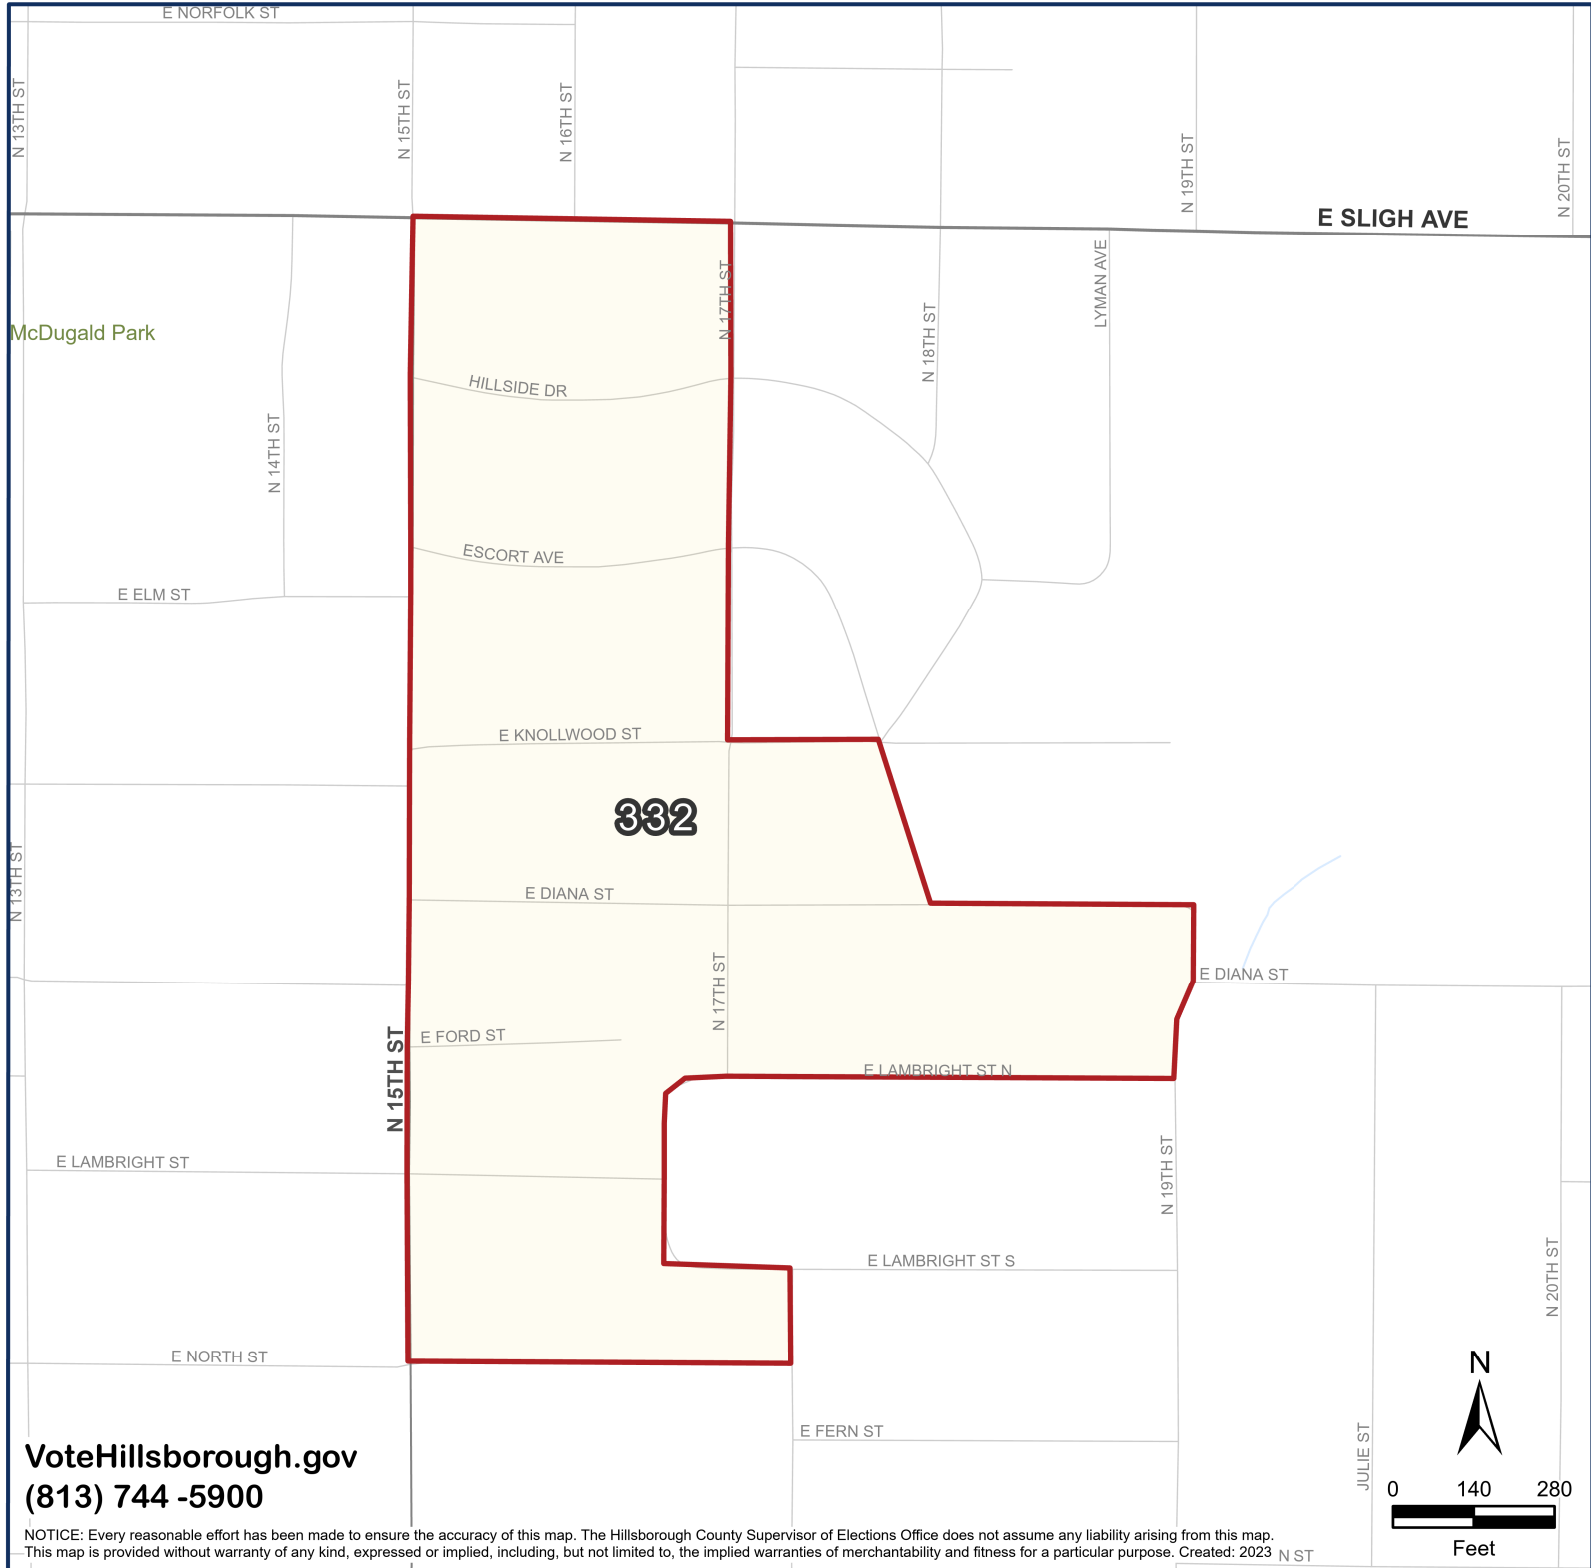 E NORFOLK ST
N 13TH ST
N 15TH ST
N 16TH ST
N 19TH ST
N 20TH ST
E SLIGH AVE
McDugald Park
N 17TH ST
LYMAN AVE
N 18TH ST
HILLSIDE DR
N 14TH ST
ESCORT AVE
E ELM ST
E KNOLLWOOD ST
332
N 13TH ST
E DIANA ST
N 17TH ST
E DIANA ST
E FORD ST
N 15TH ST
E LAMBRIGHT ST N
E LAMBRIGHT ST
N 19TH ST
E LAMBRIGHT ST S
N 20TH ST
E NORTH ST
N
E FERN ST
JULIE ST
VoteHillsborough.gov
(813) 744 -5900
0 140 280
Feet
NOTICE: Every reasonable effort has been made to ensure the accuracy of this map. The Hillsborough County Supervisor of Elections Office does not assume any liability arising from this map.
This map is provided without warranty of any kind, expressed or implied, including, but not limited to, the implied warranties of merchantability and fitness for a particular purpose. Created: 2023
N ST